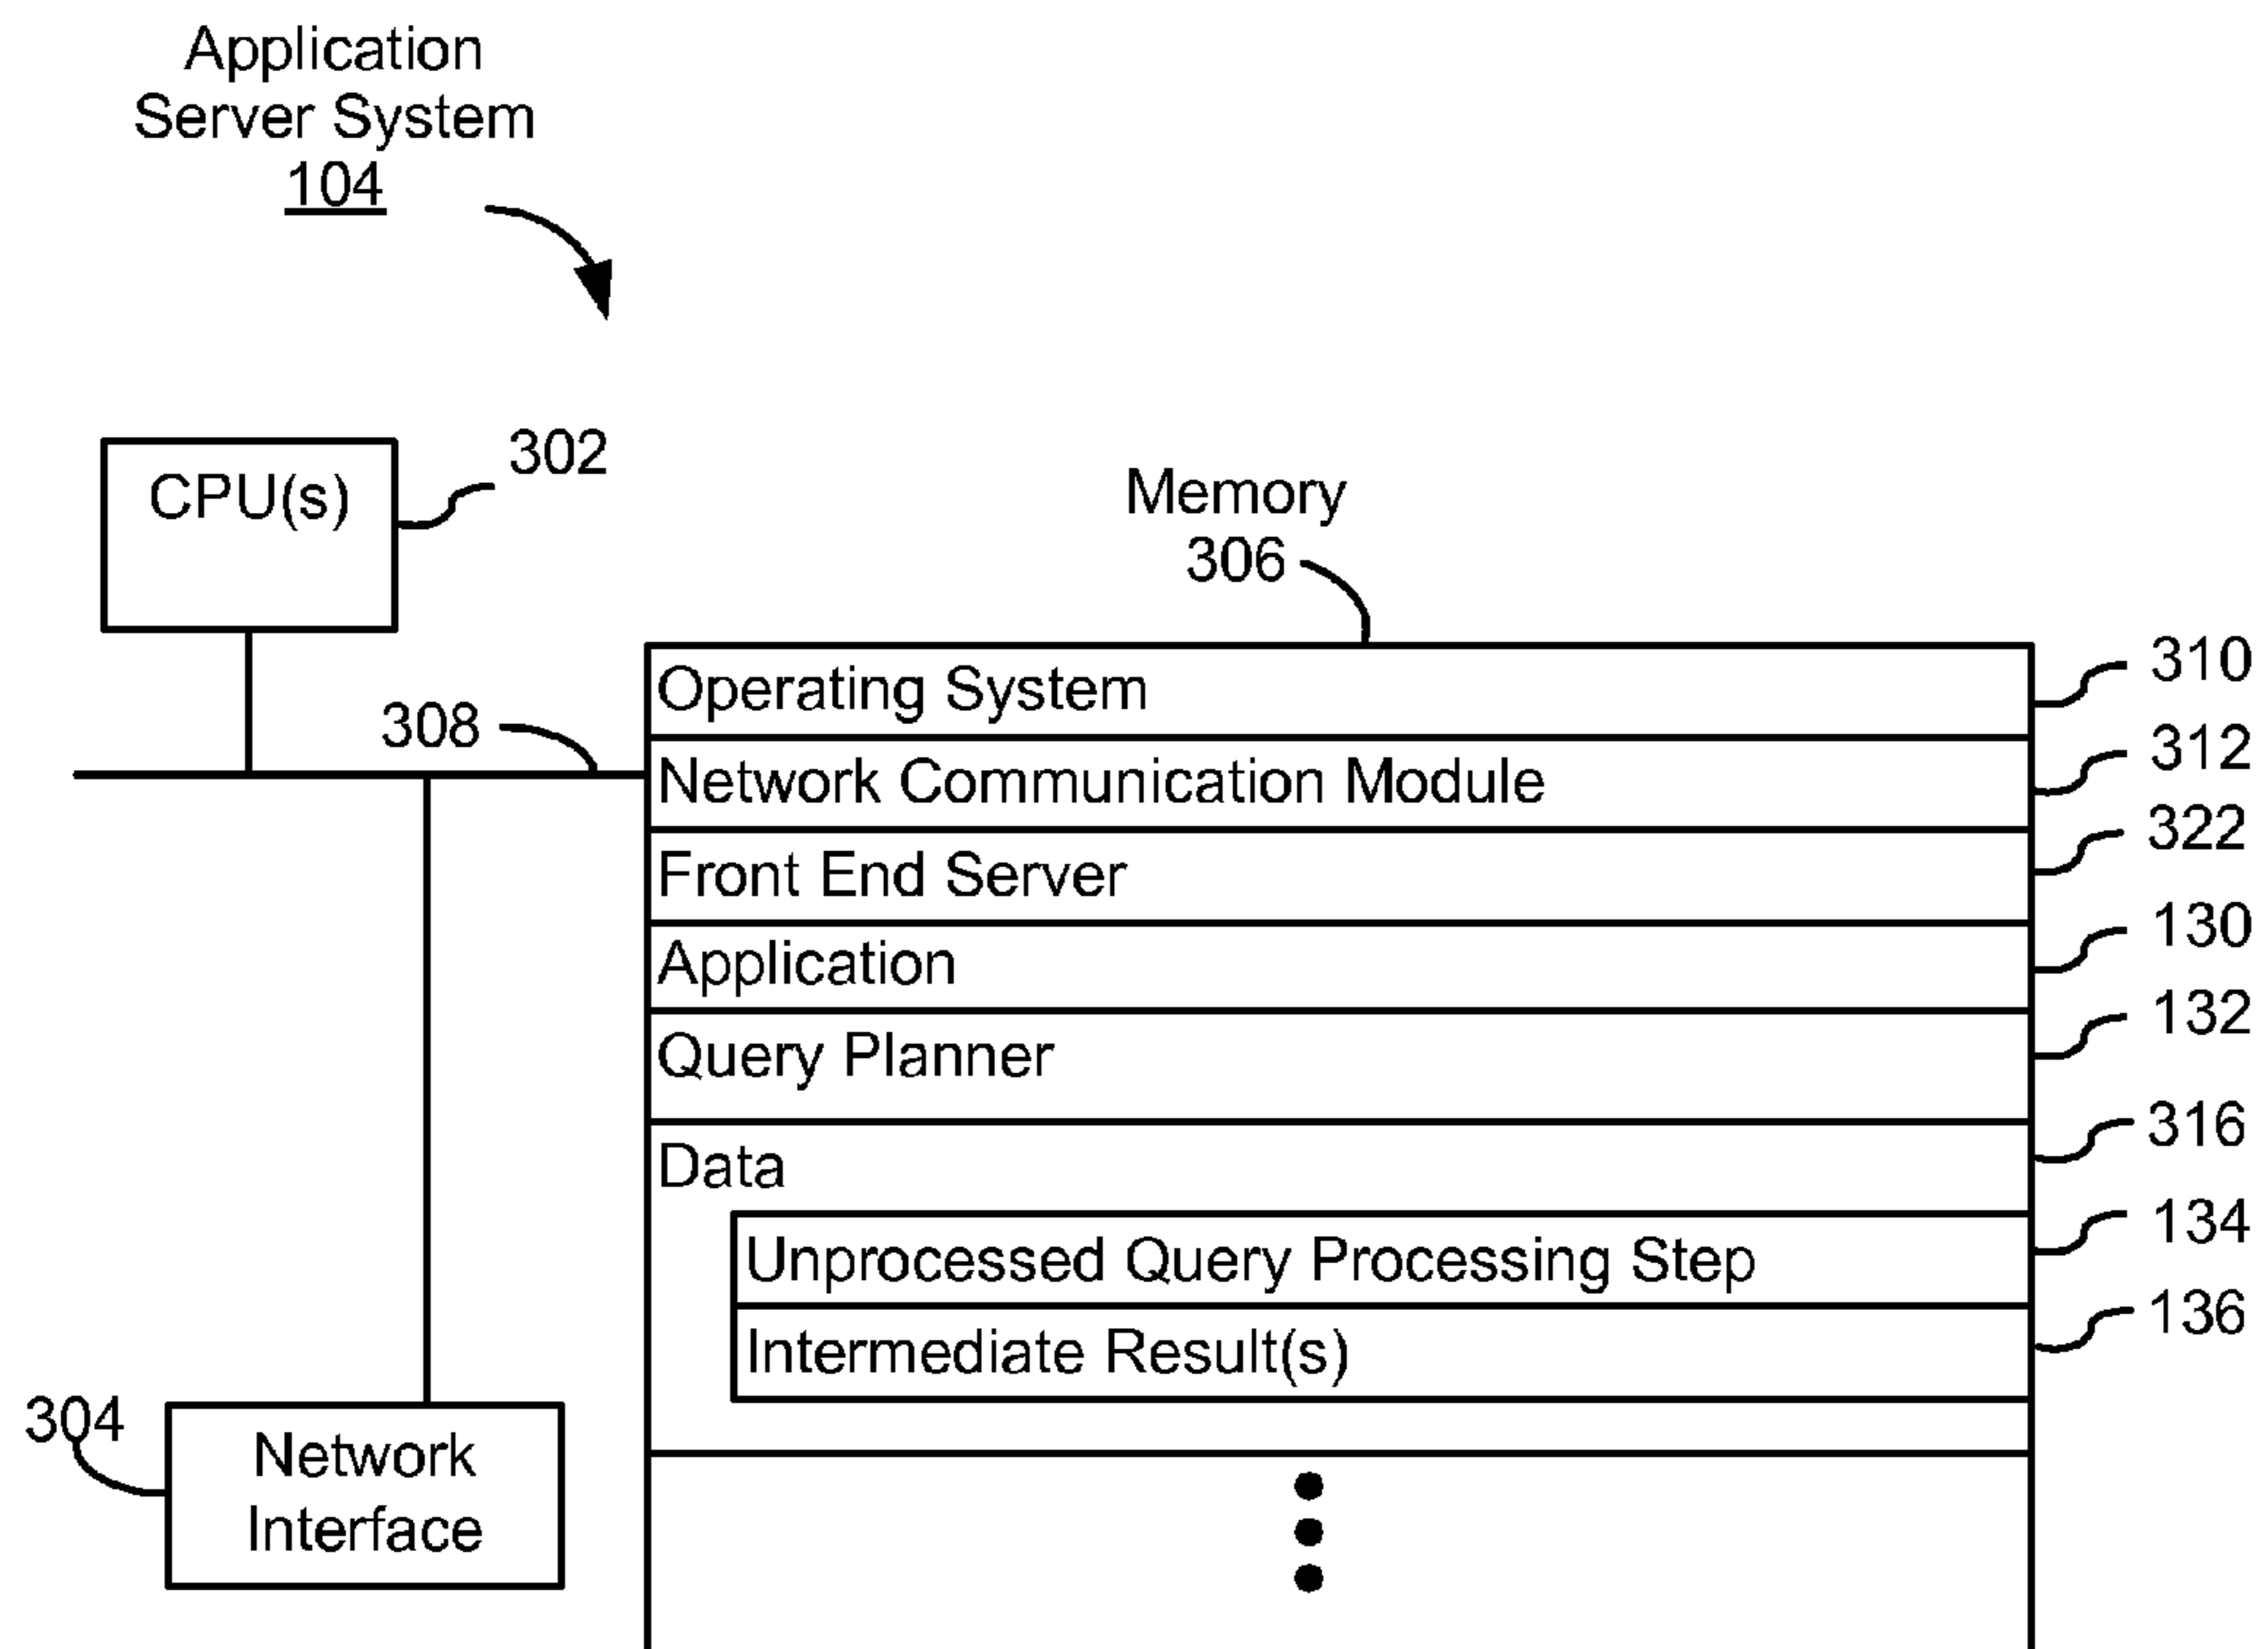 Application
Server System
104
CPU(s)
302
Memory
306
308
Operating System
310
Network Communication Module
312
Front End Server
322
Application
130
Query Planner
132
Data
316
Unprocessed Query Processing Step
134
Intermediate Result(s)
136
304
Network
Interface